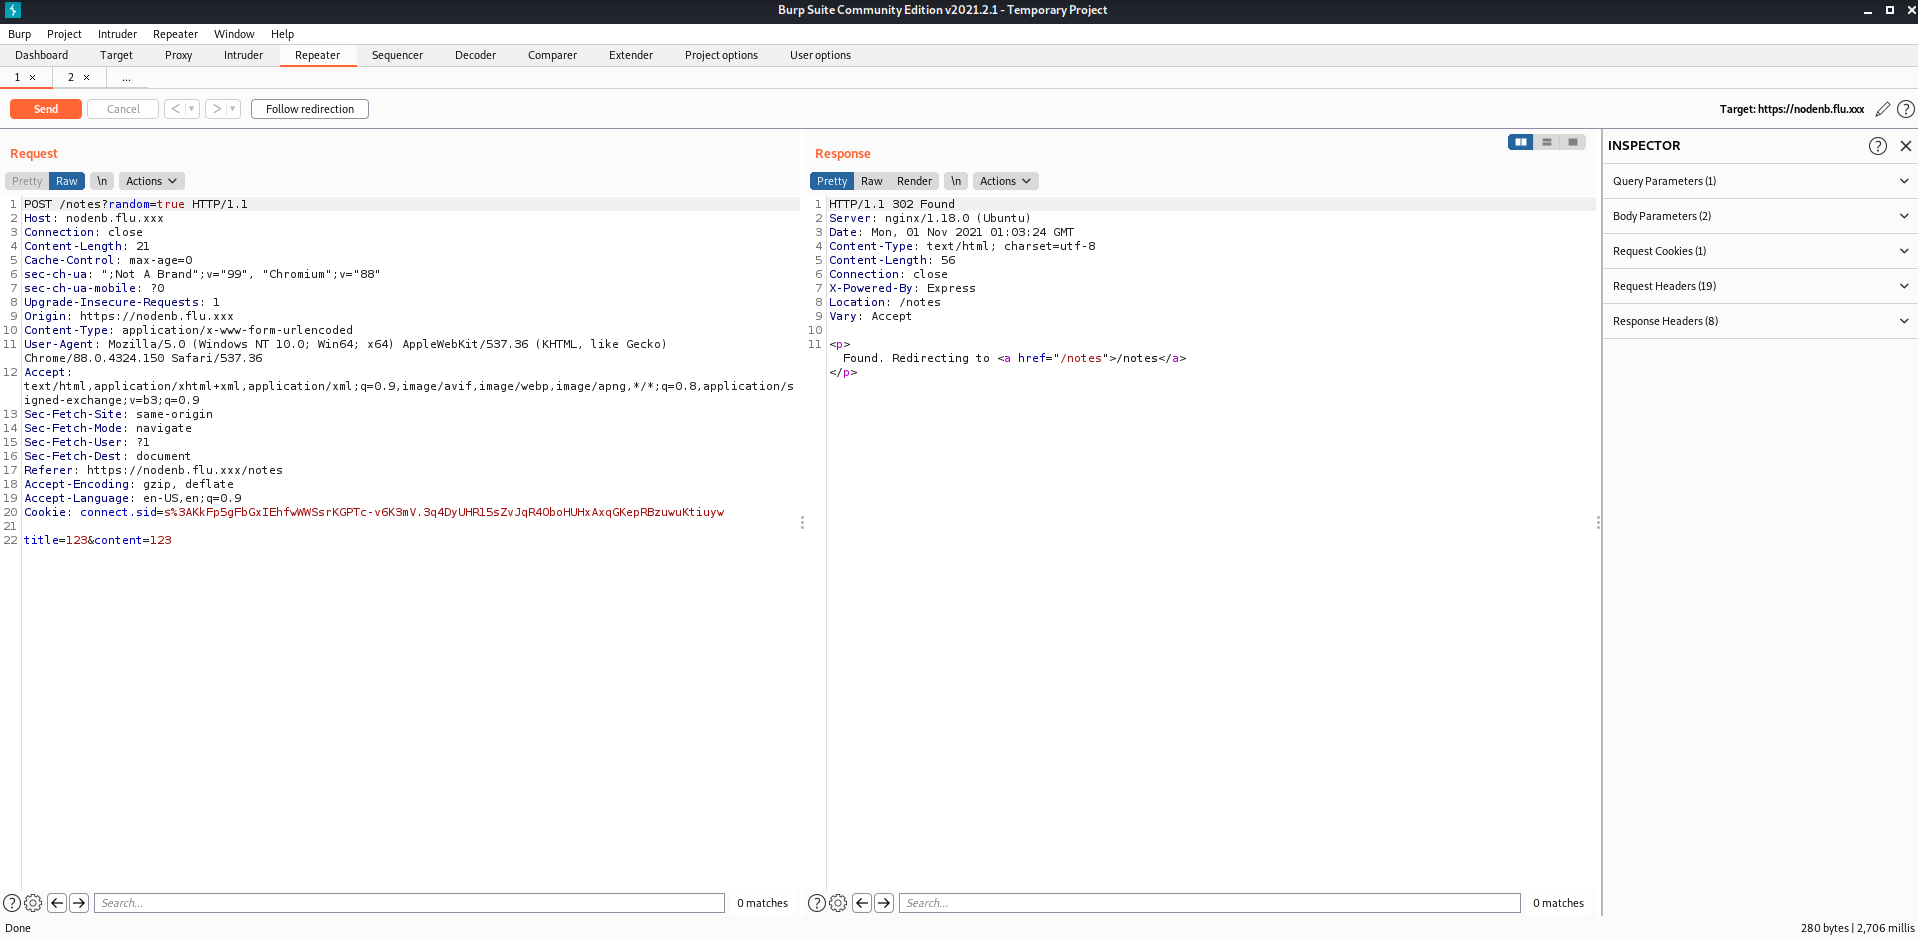 Burp Suite Community Edition v2021.2.1 - Temporary Project
Burp Project Intruder Repeater Window Help
Dashboard Target Proxy Intruder Repeater Sequencer Decoder Comparer Extender Project options User options
1 × 2 × ...
Send Cancel < > Follow redirection Target: https://nodenb.flu.xxx ?
Request
Pretty Raw \n Actions
1 POST /notes?random=true HTTP/1.1
2 Host: nodenb.flu.xxx
3 Connection: close
4 Content-Length: 21
5 Cache-Control: max-age=0
6 sec-ch-ua: ";Not A Brand";v="99", "Chromium";v="88"
7 sec-ch-ua-mobile: ?0
8 Upgrade-Insecure-Requests: 1
9 Origin: https://nodenb.flu.xxx
10 Content-Type: application/x-www-form-urlencoded
11 User-Agent: Mozilla/5.0 (Windows NT 10.0; Win64; x64) AppleWebKit/537.36 (KHTML, like Gecko)
Chrome/88.0.4324.150 Safari/537.36
12 Accept:
text/html,application/xhtml+xml,application/xml;q=0.9,image/avif,image/webp,image/apng,*/*;q=0.8,application/s
igned-exchange;v=b3;q=0.9
13 Sec-Fetch-Site: same-origin
14 Sec-Fetch-Mode: navigate
15 Sec-Fetch-User: ?1
16 Sec-Fetch-Dest: document
17 Referer: https://nodenb.flu.xxx/notes
18 Accept-Encoding: gzip, deflate
19 Accept-Language: en-US,en;q=0.9
20 Cookie: connect.sid=s%3AKkFp5gFbGxIEhfwWWSsrKGPTc-v6K3mV.3q4DyUHR15sZvJqR4OboHUHxAxqGKepRBzuwuKtiuyw
21
22 title=123&content=123
? Search... 0 matches
Response
Pretty Raw Render \n Actions
1 HTTP/1.1 302 Found
2 Server: nginx/1.18.0 (Ubuntu)
3 Date: Mon, 01 Nov 2021 01:03:24 GMT
4 Content-Type: text/html; charset=utf-8
5 Content-Length: 56
6 Connection: close
7 X-Powered-By: Express
8 Location: /notes
9 Vary: Accept
10
11 <p>
Found. Redirecting to <a href="/notes">/notes</a>
</p>
? Search... 0 matches
INSPECTOR ?
Query Parameters (1)
Body Parameters (2)
Request Cookies (1)
Request Headers (19)
Response Headers (8)
Done 280 bytes | 2,706 millis